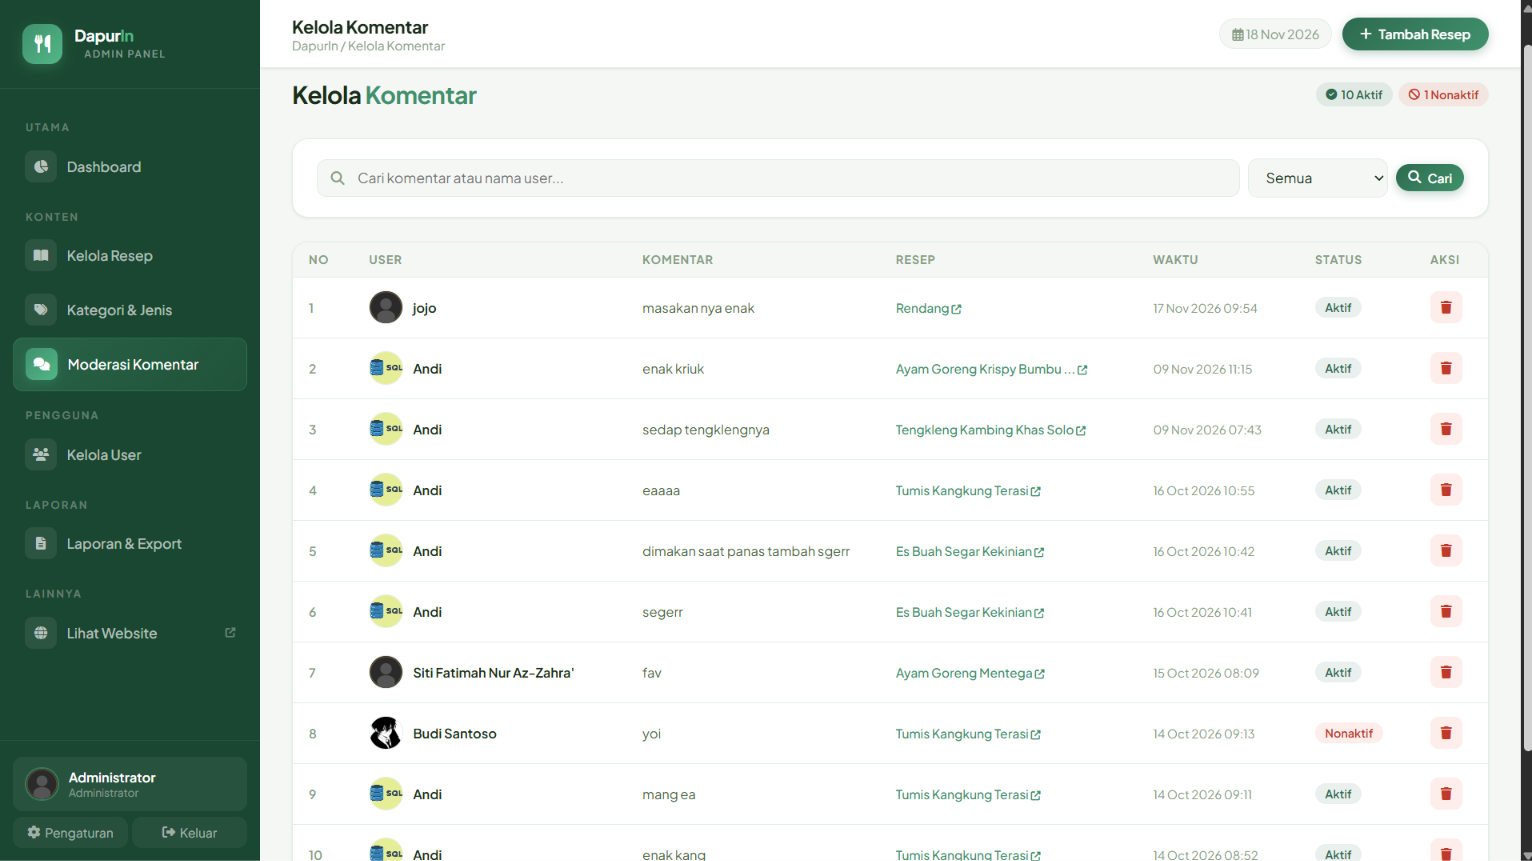 DapurIn
ADMIN PANEL
UTAMA
Dashboard
KONTEN
Kelola Resep
Kategori & Jenis
Moderasi Komentar
PENGGUNA
Kelola User
LAPORAN
Laporan & Export
LAINNYA
Lihat Website
Administrator
Administrator
Pengaturan
Keluar
Kelola Komentar
DapurIn / Kelola Komentar
18 Nov 2026
+ Tambah Resep
Kelola Komentar
10 Aktif
1 Nonaktif
Cari komentar atau nama user...
Semua
Cari
NO USER KOMENTAR RESEP WAKTU STATUS AKSI
1 jojo masakan nya enak Rendang 17 Nov 2026 09:54 Aktif
2 SQL Andi enak kriuk Ayam Goreng Krispy Bumbu ... 09 Nov 2026 11:15 Aktif
3 SQL Andi sedap tengklengnya Tengkleng Kambing Khas Solo 09 Nov 2026 07:43 Aktif
4 SQL Andi eaaaa Tumis Kangkung Terasi 16 Oct 2026 10:55 Aktif
5 SQL Andi dimakan saat panas tambah sgerr Es Buah Segar Kekinian 16 Oct 2026 10:42 Aktif
6 SQL Andi segerr Es Buah Segar Kekinian 16 Oct 2026 10:41 Aktif
7 Siti Fatimah Nur Az-Zahra' fav Ayam Goreng Mentega 15 Oct 2026 08:09 Aktif
8 Budi Santoso yoi Tumis Kangkung Terasi 14 Oct 2026 09:13 Nonaktif
9 SQL Andi mang ea Tumis Kangkung Terasi 14 Oct 2026 09:11 Aktif
10 SQL Andi enak kang Tumis Kangkung Terasi 14 Oct 2026 08:52 Aktif